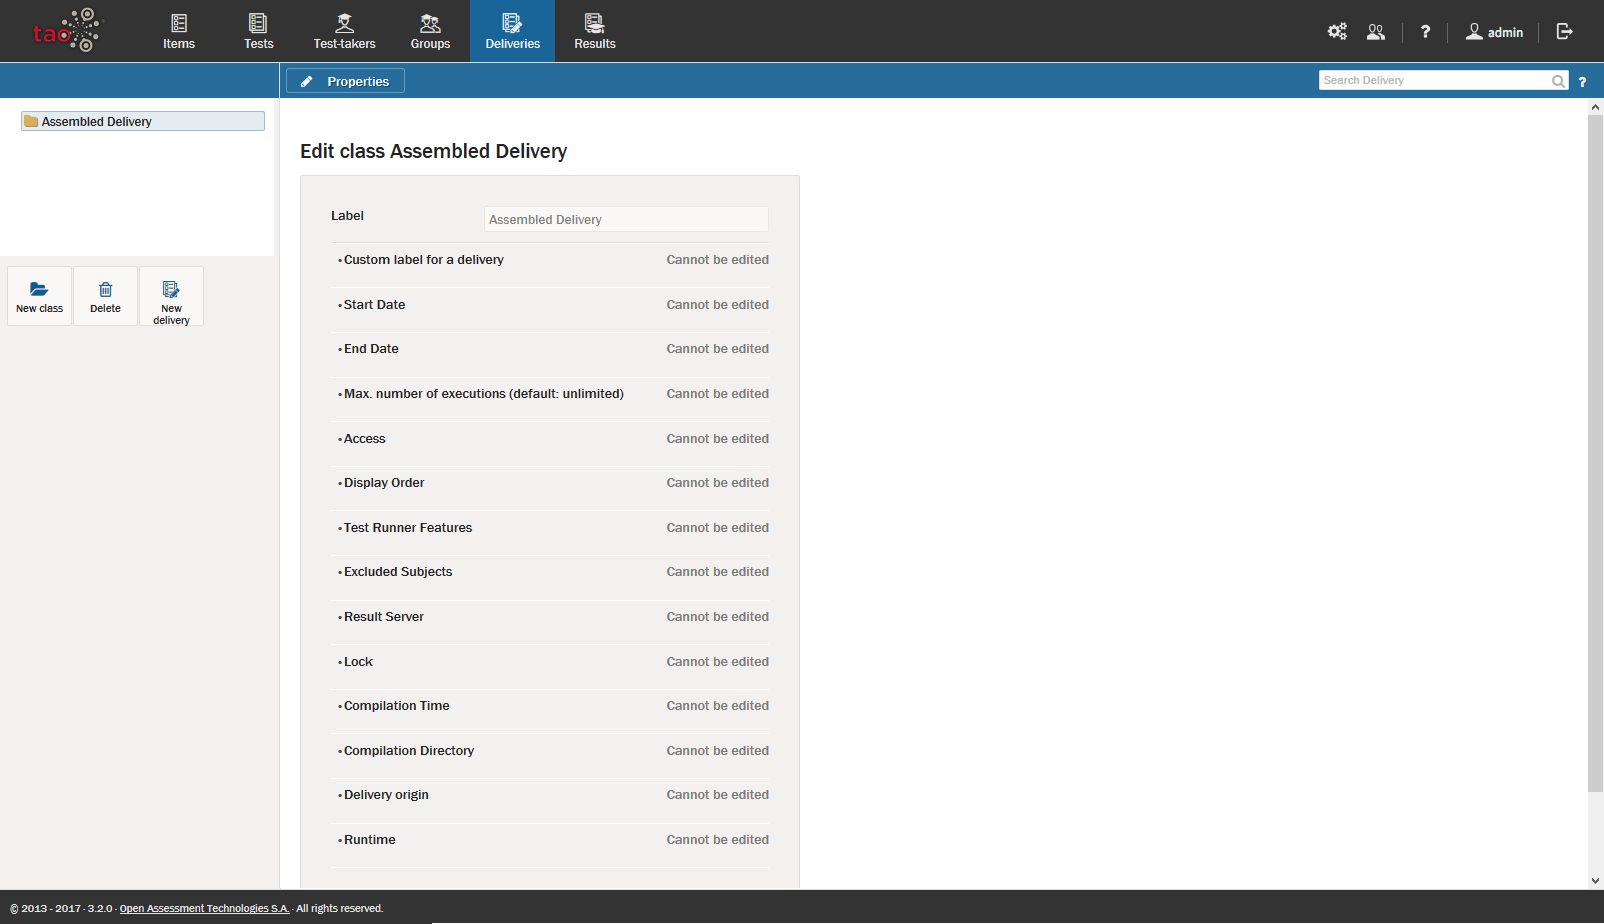 tao
Items
Tests
Test-takers
Groups
Deliveries
Results
?
admin
Properties
Search Delivery
?
Assembled Delivery
New class
Delete
New
delivery
Edit class Assembled Delivery
Label
Assembled Delivery
• Custom label for a delivery Cannot be edited
• Start Date Cannot be edited
• End Date Cannot be edited
• Max. number of executions (default: unlimited) Cannot be edited
• Access Cannot be edited
• Display Order Cannot be edited
• Test Runner Features Cannot be edited
• Excluded Subjects Cannot be edited
• Result Server Cannot be edited
• Lock Cannot be edited
• Compilation Time Cannot be edited
• Compilation Directory Cannot be edited
• Delivery origin Cannot be edited
• Runtime Cannot be edited
© 2013 - 2017 · 3.2.0 · Open Assessment Technologies S.A. · All rights reserved.